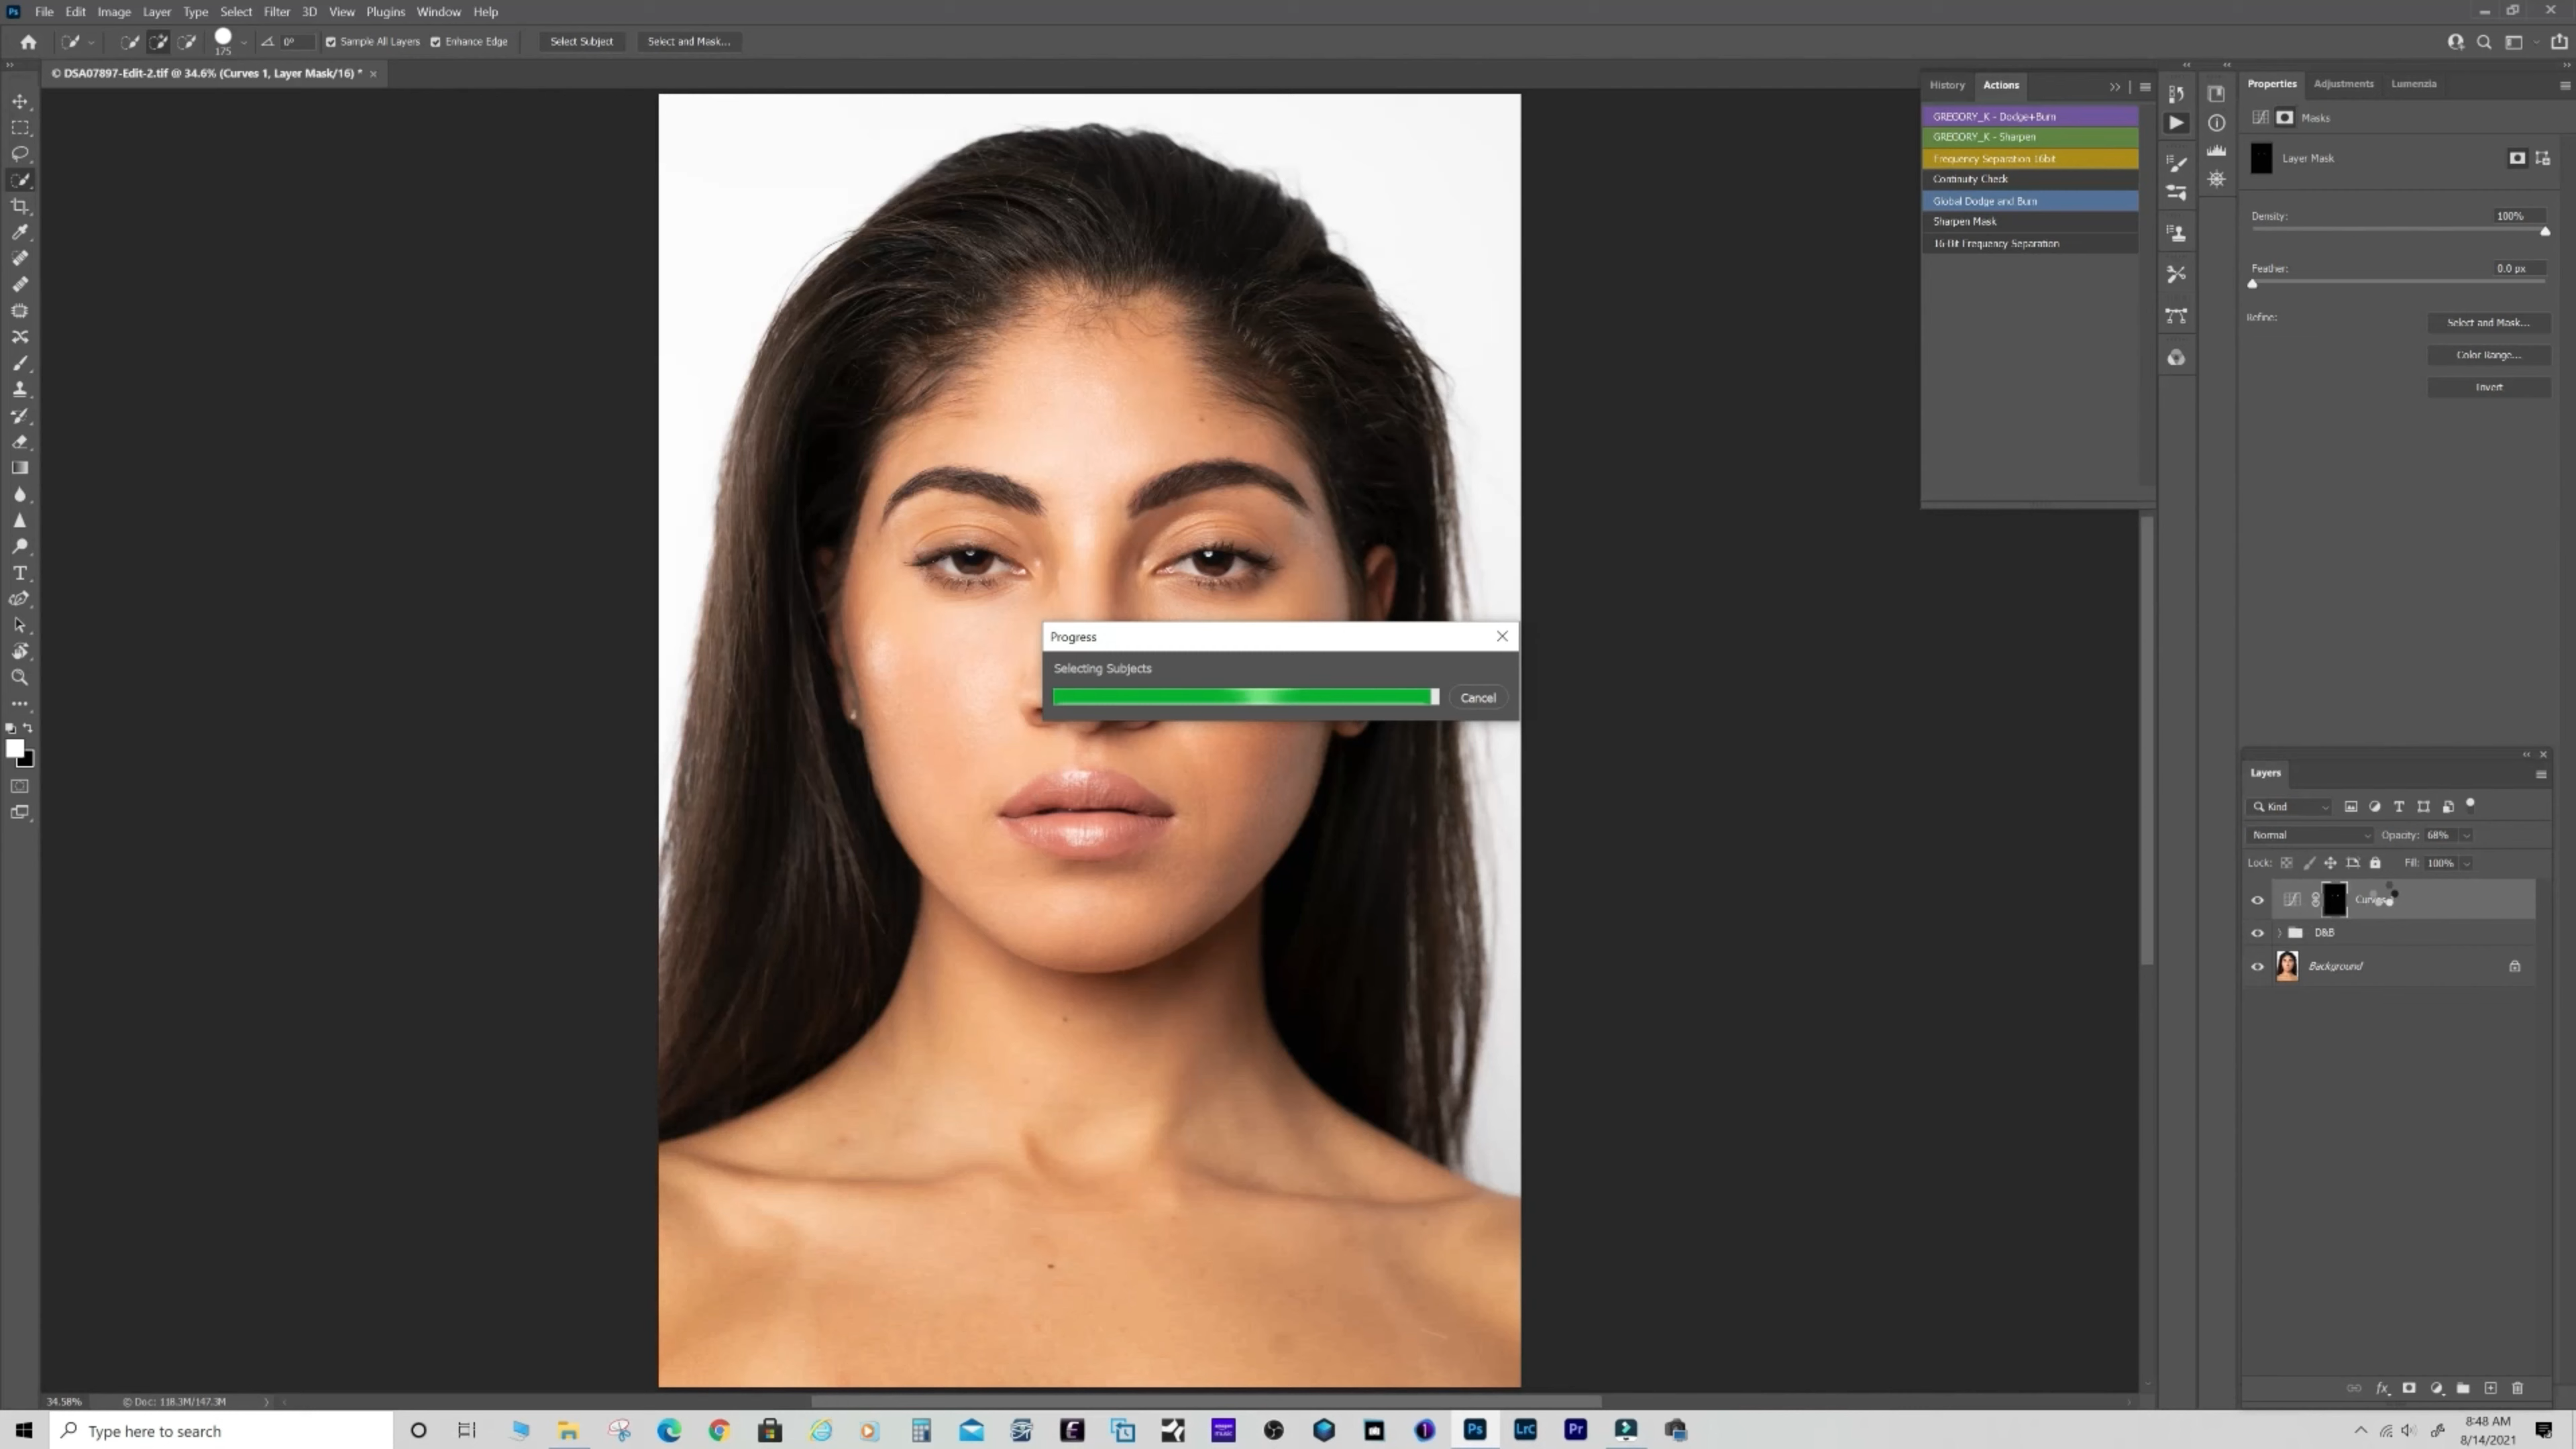 File Edit Image Layer Type Select Filter 3D View Plugins Window Help
175 0° Sample All Layers Enhance Edge Select Subject Select and Mask...
© DSA07897-Edit-2.tif @ 34.6% (Curves 1, Layer Mask/16) *
History Actions
GREGORY_K - Dodge+Burn
GREGORY_K - Sharpen
Frequency Separation 16bit
Continuity Check
Global Dodge and Burn
Sharpen Mask
16 Bit Frequency Separation
Properties Adjustments Lumenzia
Masks
Layer Mask
Density: 100%
Feather: 0.0 px
Refine: Select and Mask...
Color Range...
Invert
Progress
Selecting Subjects
Cancel
Layers
Kind
Normal Opacity: 68%
Lock: Fill: 100%
D&B
Background
34.58% © Doc: 118.3M/147.3M
Type here to search
Ps LrC Pr
8:48 AM
8/14/2021